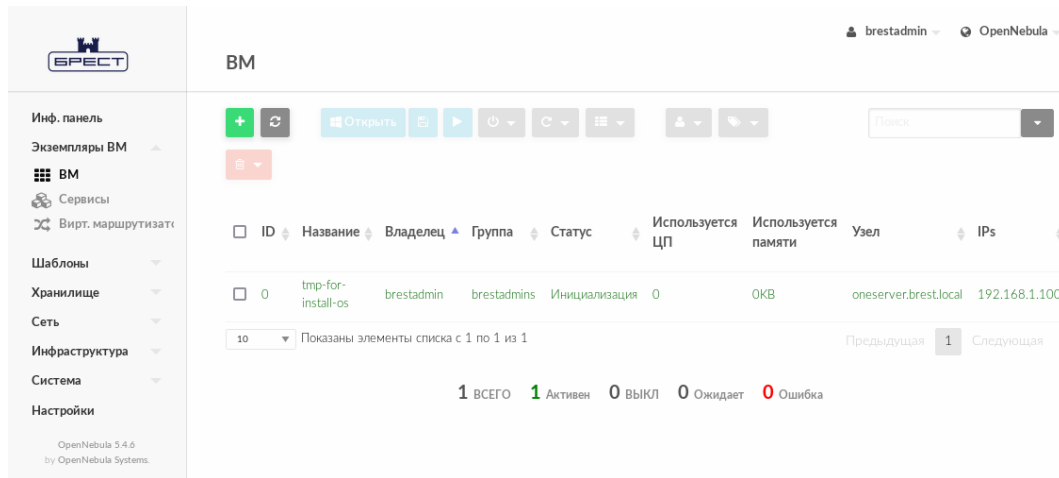 brestadmin OpenNebula
БРЕСТ
ВМ
Инф. панель
Экземпляры ВМ
ВМ
Сервисы
Вирт. маршрутизато
Шаблоны
Хранилище
Сеть
Инфраструктура
Система
Настройки
OpenNebula 5.4.6
by OpenNebula Systems.
Открыть
Поиск
ID Название Владелец Группа Статус Используется ЦП Используется памяти Узел IPs
0 tmp-for-install-os brestadmin brestadmins Инициализация 0 0KB oneserver.brest.local 192.168.1.100
10 Показаны элементы списка с 1 по 1 из 1
Предыдущая 1 Следующая
1 ВСЕГО 1 Активен 0 ВЫКЛ 0 Ожидает 0 Ошибка